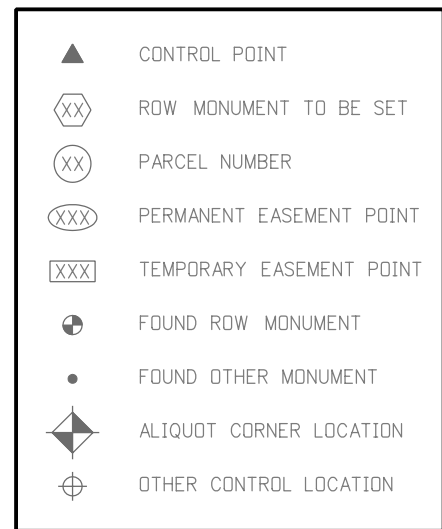 CONTROL POINT
XX ROW MONUMENT TO BE SET
XX PARCEL NUMBER
XXX PERMANENT EASEMENT POINT
XXX TEMPORARY EASEMENT POINT
FOUND ROW MONUMENT
FOUND OTHER MONUMENT
ALIQUOT CORNER LOCATION
OTHER CONTROL LOCATION